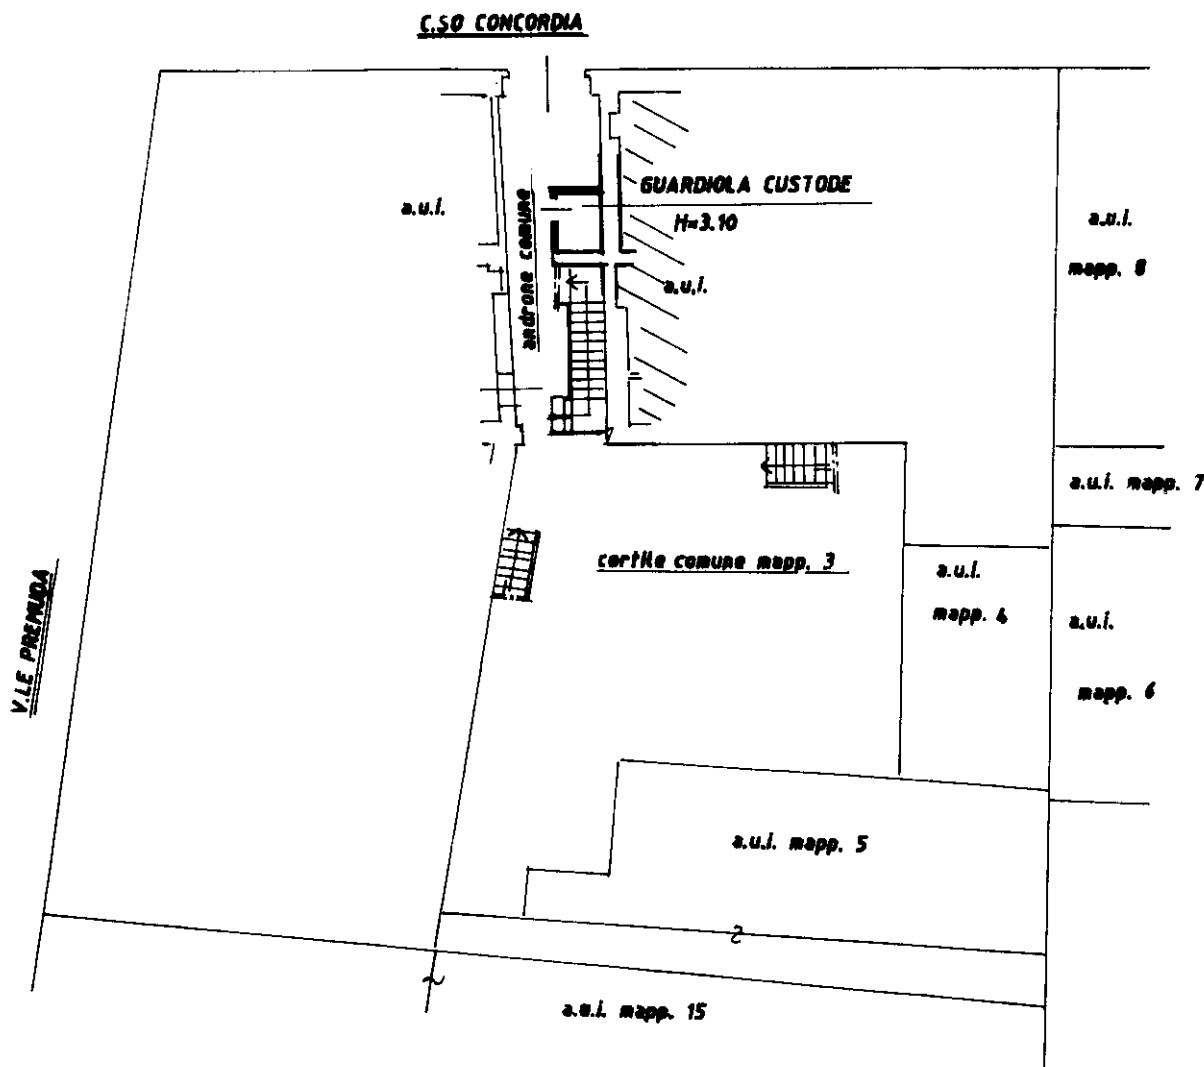 C.SO CONCORDIA
GUARDIOLA CUSTODE
H=3.10
a.u.i.
androne comune
a.u.i.
a.u.i.
mapp. 8
a.u.i. mapp. 7
cortile comune mapp. 3
a.u.i.
mapp. 4
a.u.i.
mapp. 6
V.LE PREMUDA
a.u.i. mapp. 5
a.u.i. mapp. 15